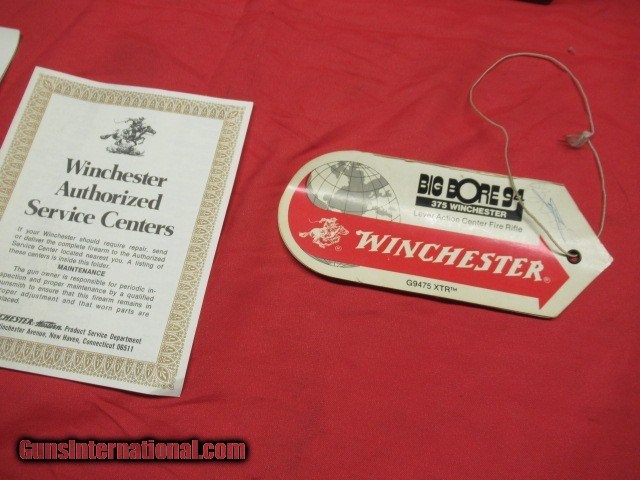 Winchester
Authorized
Service Centers
If your Winchester should require repair, send
or deliver the complete firearm to the Authorized
Service Center located nearest you. A listing of
these centers is inside this folder.
MAINTENANCE
The gun owner is responsible for periodic in-
spection and proper maintenance by a qualified
gunsmith to ensure that this firearm remains in
proper adjustment and that worn parts are
Product Service Department
Winchester Avenue, New Haven, Connecticut 06511
BIG BORE 94
375 WINCHESTER
Lever Action Center Fire Rifle
WINCHESTER®
G9475 XTR™
GunsInternational.com